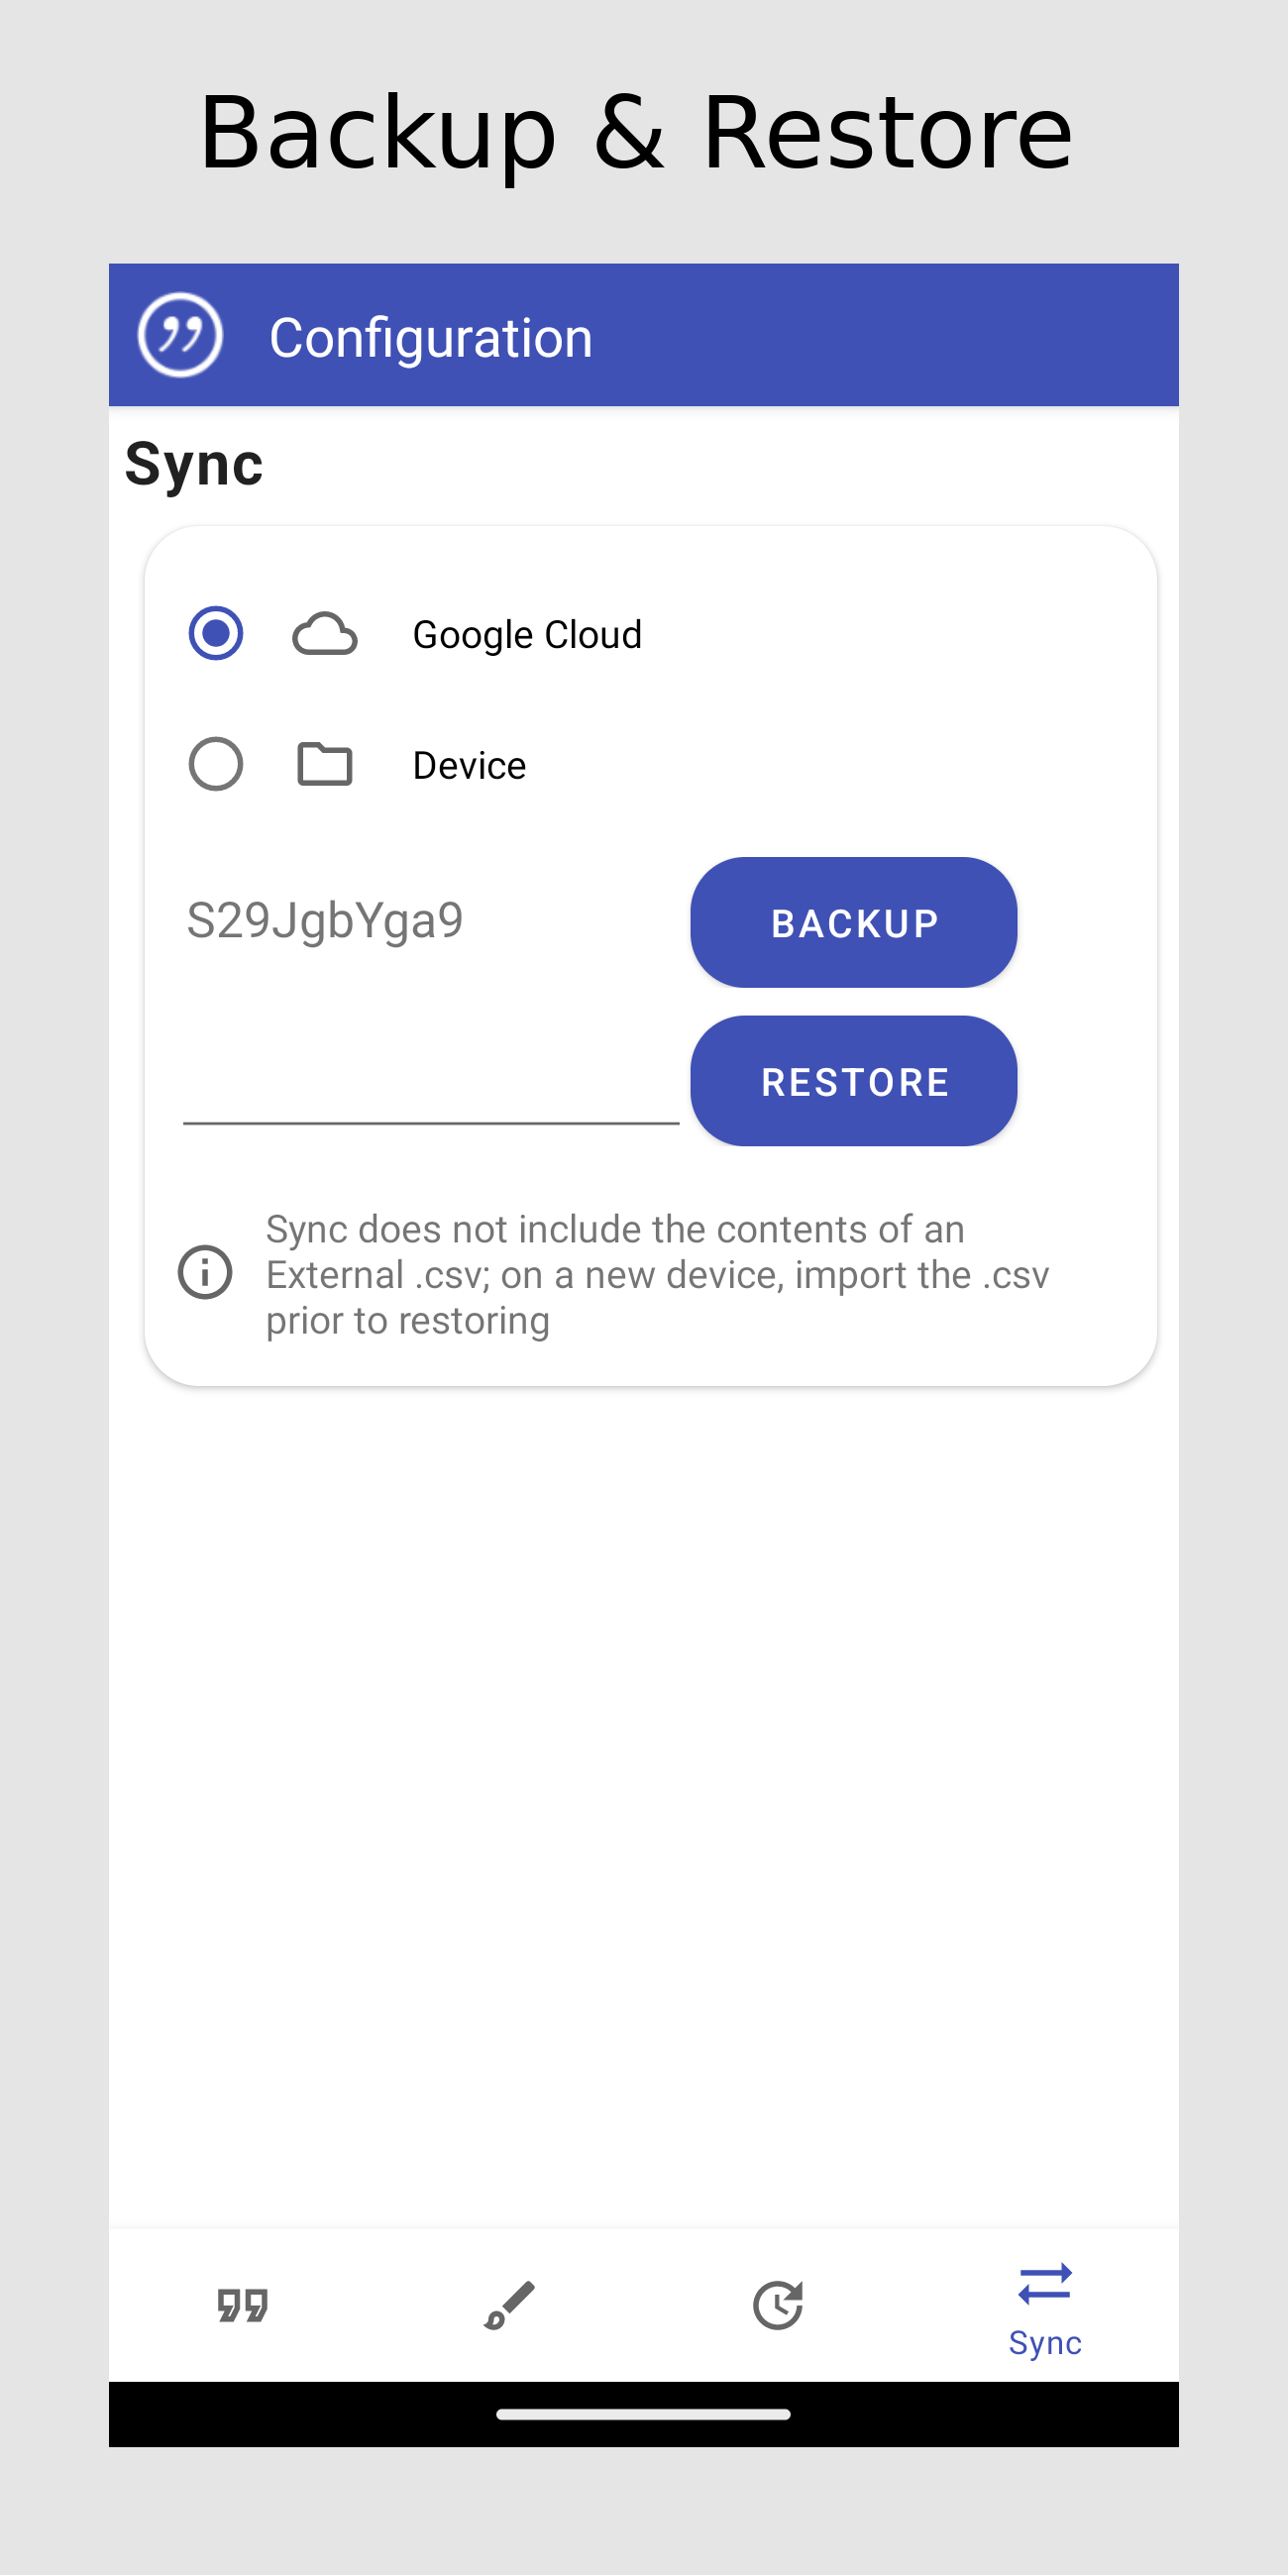 Backup & Restore
Configuration
Sync
Google Cloud
Device
S29JgbYga9
BACKUP
RESTORE
Sync does not include the contents of an
External .csv; on a new device, import the .csv
prior to restoring
Sync